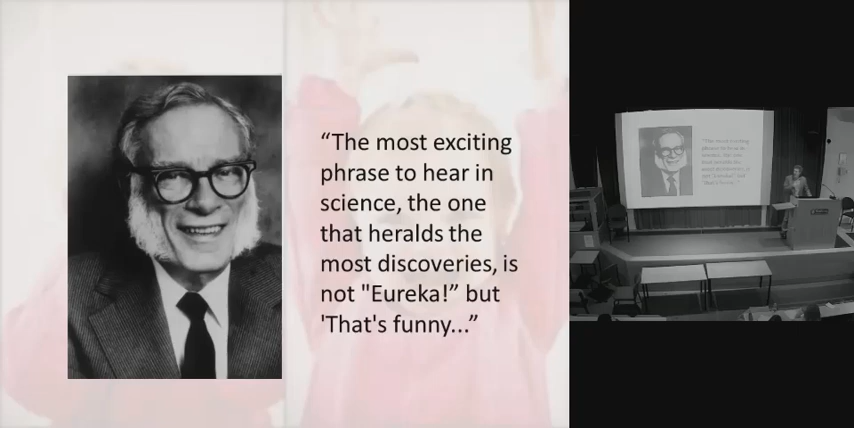 “The most exciting
phrase to hear in
science, the one
that heralds the
most discoveries, is
not "Eureka!” but
'That's funny...”